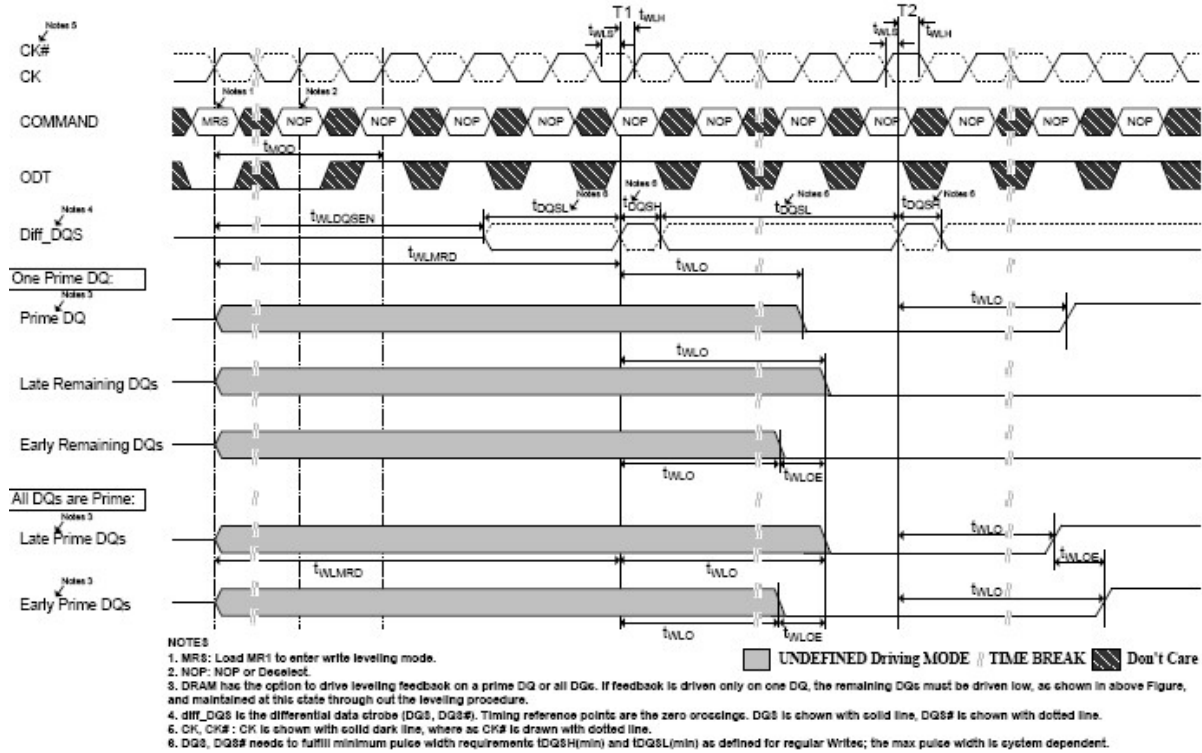 Notes 5
T1
T2
tWLS
tWLH
tWLS
tWLH
CK#
CK
Notes 1
Notes 2
COMMAND
MRS
NOP
NOP
NOP
NOP
NOP
NOP
NOP
NOP
NOP
NOP
NOP
tMOD
ODT
Notes 6
Notes 6
Notes 6
Notes 6
Notes 4
tWLDQSEN
tDQSL
tDQSH
tDQSL
tDQSH
Diff_DQS
tWLMRD
tWLO
One Prime DQ:
Notes 3
tWLO
Prime DQ
tWLO
Late Remaining DQs
Early Remaining DQs
tWLO
tWLOE
All DQs are Prime:
Notes 3
Late Prime DQs
tWLO
tWLMRD
tWLO
tWLOE
Notes 3
tWLO
Early Prime DQs
tWLO
tWLOE
NOTES
1. MRS: Load MR1 to enter write leveling mode.
UNDEFINED Driving MODE
TIME BREAK
Don't Care
2. NOP: NOP or Deselect.
3. DRAM has the option to drive leveling feedback on a prime DQ or all DQs. If feedback is driven only on one DQ, the remaining DQs must be driven low, as shown in above Figure,
and maintained at this state through out the leveling procedure.
4. diff_DQS is the differential data strobe (DQS, DQS#). Timing reference points are the zero crossings. DQS is shown with solid line, DQS# is shown with dotted line.
5. CK, CK# : CK is shown with solid dark line, where as CK# is drawn with dotted line.
6. DQS, DQS# needs to fulfill minimum pulse width requirements tDQSH(min) and tDQSL(min) as defined for regular Writes; the max pulse width is system dependent.